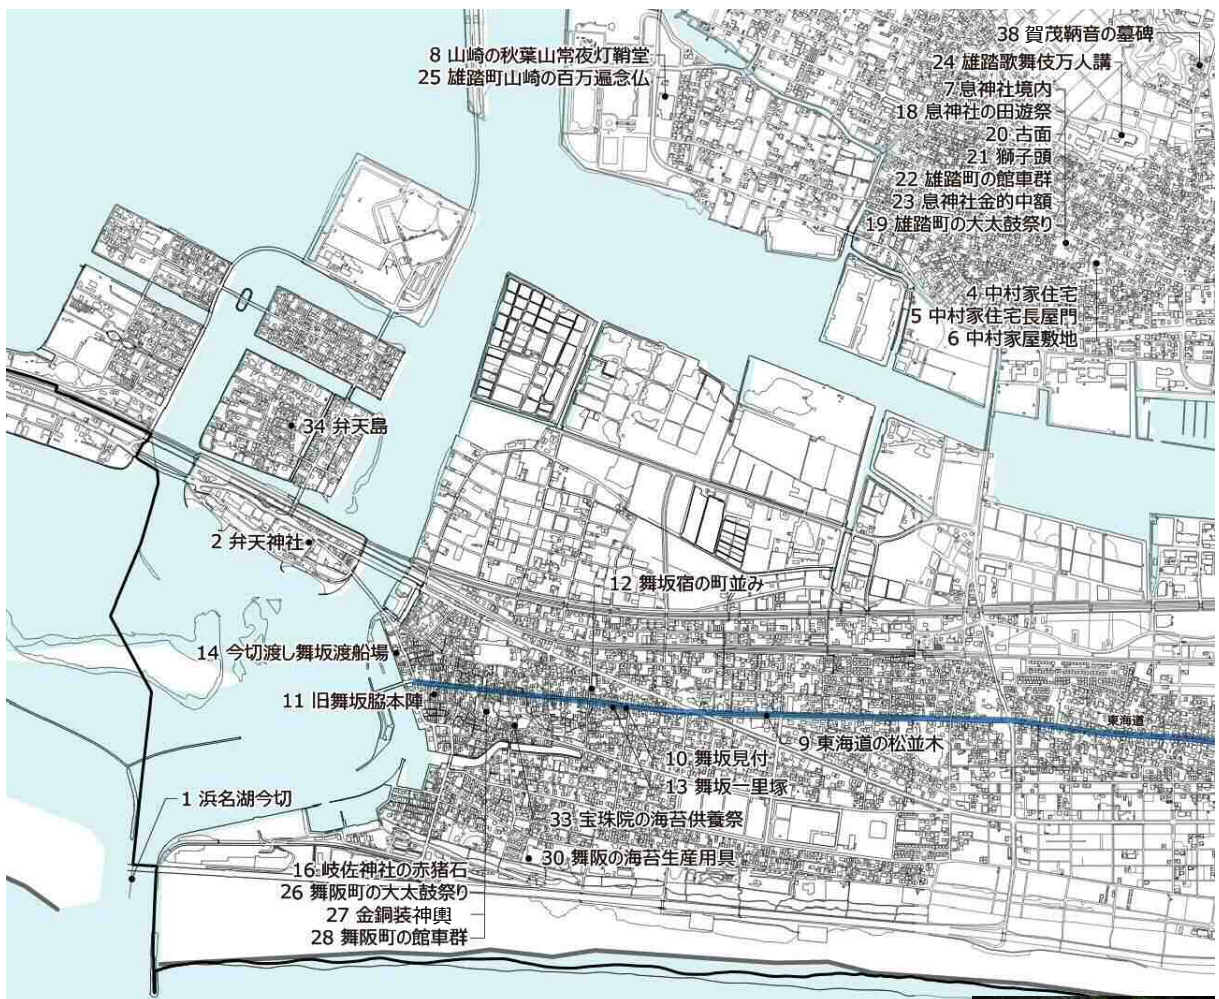 38 賀茂鞆音の墓碑
8 山崎の秋葉山常夜灯鞘堂
25 雄踏町山崎の百万遍念仏
24 雄踏歌舞伎万人講
7 息神社境内
18 息神社の田遊祭
20 古面
21 獅子頭
22 雄踏町の館車群
23 息神社金的中額
19 雄踏町の大太鼓祭り
4 中村家住宅
5 中村家住宅長屋門
6 中村家屋敷地
34 弁天島
2 弁天神社
12 舞坂宿の町並み
14 今切渡し舞坂渡船場
11 旧舞坂脇本陣
東海道
9 東海道の松並木
10 舞坂見付
13 舞坂一里塚
1 浜名湖今切
33 宝珠院の海苔供養祭
30 舞阪の海苔生産用具
16 岐佐神社の赤猪石
26 舞阪町の大太鼓祭り
27 金銅装神輿
28 舞阪町の館車群